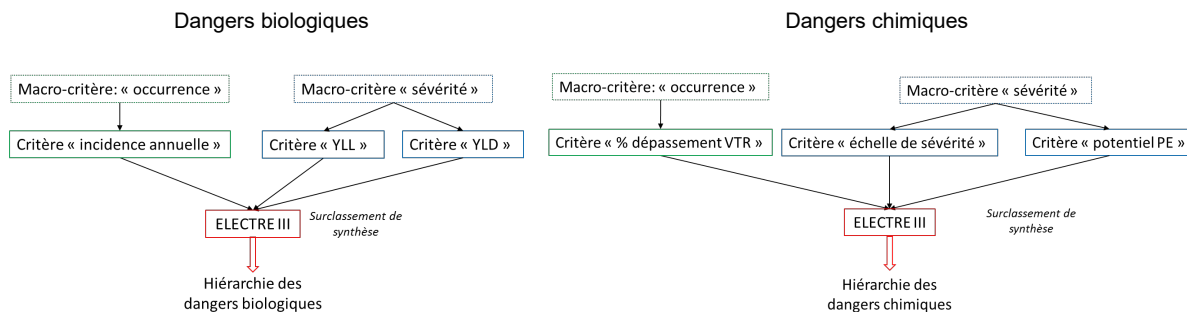 Dangers biologiques
Macro-critère: « occurrence »
Macro-critère « sévérité »
Critère « incidence annuelle »
Critère « YLL »
Critère « YLD »
ELECTRE III
Surclassement de
synthèse
Hiérarchie des
dangers biologiques
Dangers chimiques
Macro-critère: « occurrence »
Macro-critère « sévérité »
Critère « % dépassement VTR »
Critère « échelle de sévérité »
Critère « potentiel PE »
ELECTRE III
Surclassement de
synthèse
Hiérarchie des
dangers chimiques